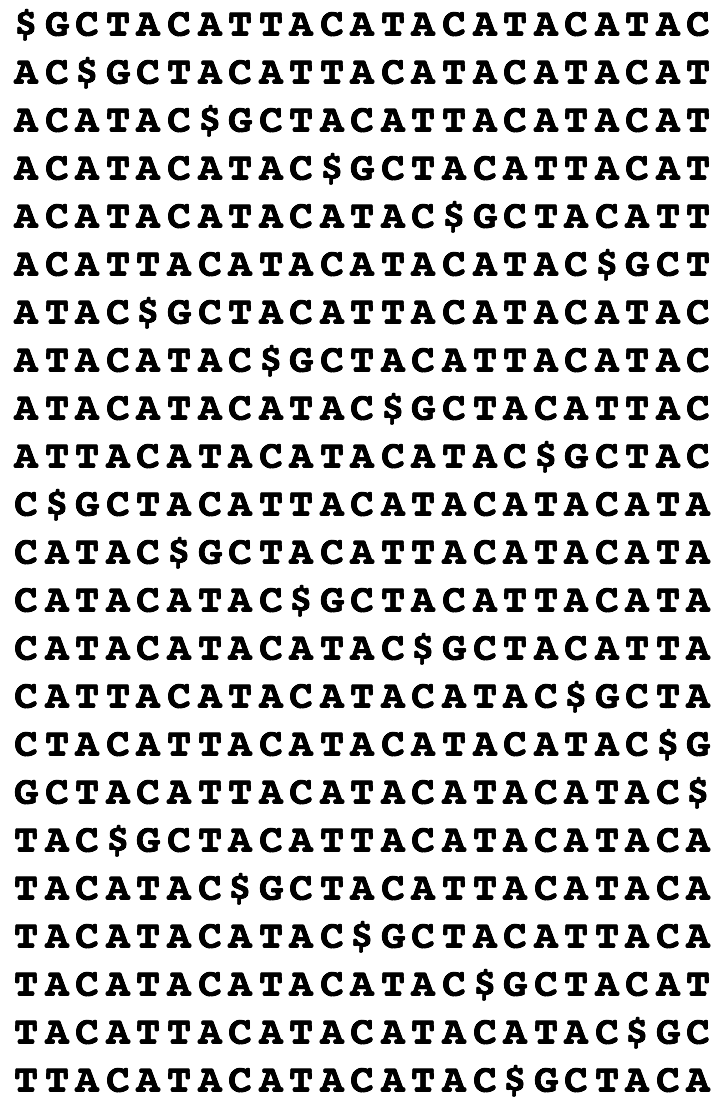 $GCTACATTACATACATACATAC
AC$GCTACATTACATACATACAT
ACATAC$GCTACATTACATACAT
ACATACATAC$GCTACATTACAT
ACATACATACATAC$GCTACATT
ACATTACATACATACATAC$GCT
ATAC$GCTACATTACATACATAC
ATACATAC$GCTACATTACATAC
ATACATACATAC$GCTACATTAC
ATTACATACATACATAC$GCTAC
C$GCTACATTACATACATACATA
CATAC$GCTACATTACATACATA
CATACATAC$GCTACATTACATA
CATACATACATAC$GCTACATTA
CATTACATACATACATAC$GCTA
CTACATTACATACATACATAC$G
GCTACATTACATACATACATAC$
TAC$GCTACATTACATACATACA
TACATAC$GCTACATTACATACA
TACATACATAC$GCTACATTACA
TACATACATACATAC$GCTACAT
TACATTACATACATACATAC$GC
TTACATACATACATAC$GCTACA